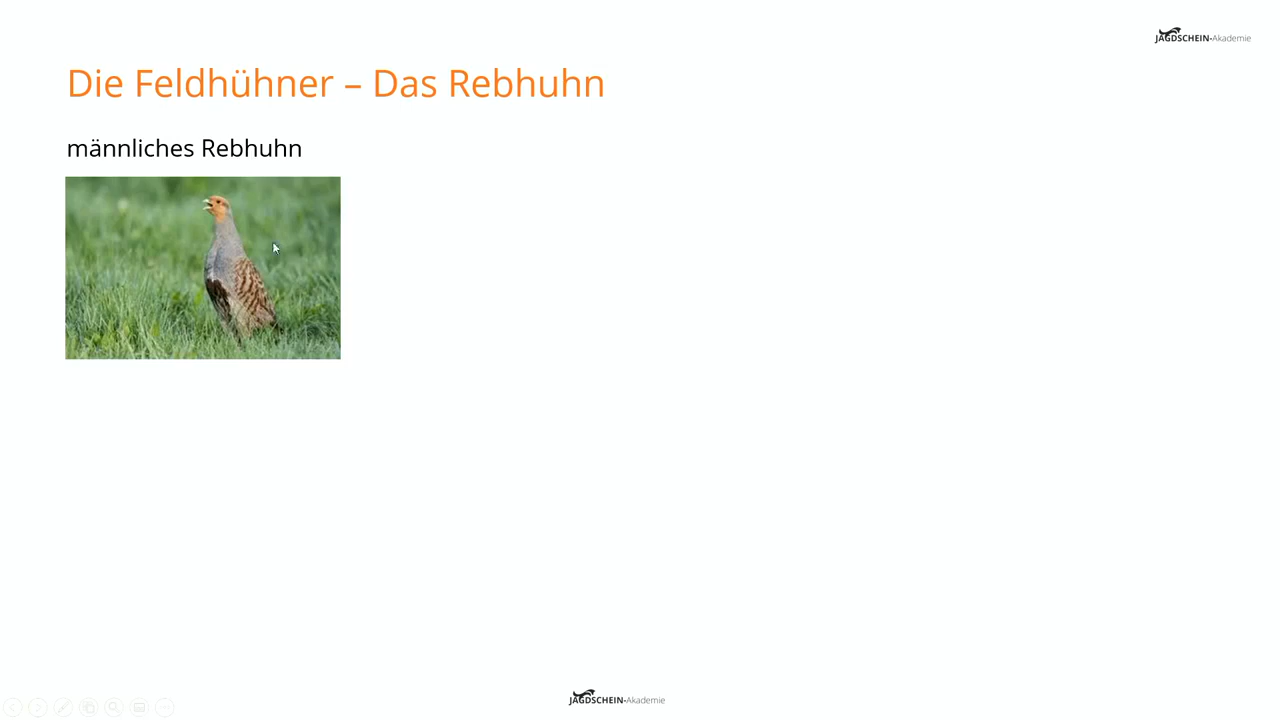 JAGDSCHEIN-Akademie
Die Feldhühner – Das Rebhuhn
männliches Rebhuhn
JAGDSCHEIN-Akademie